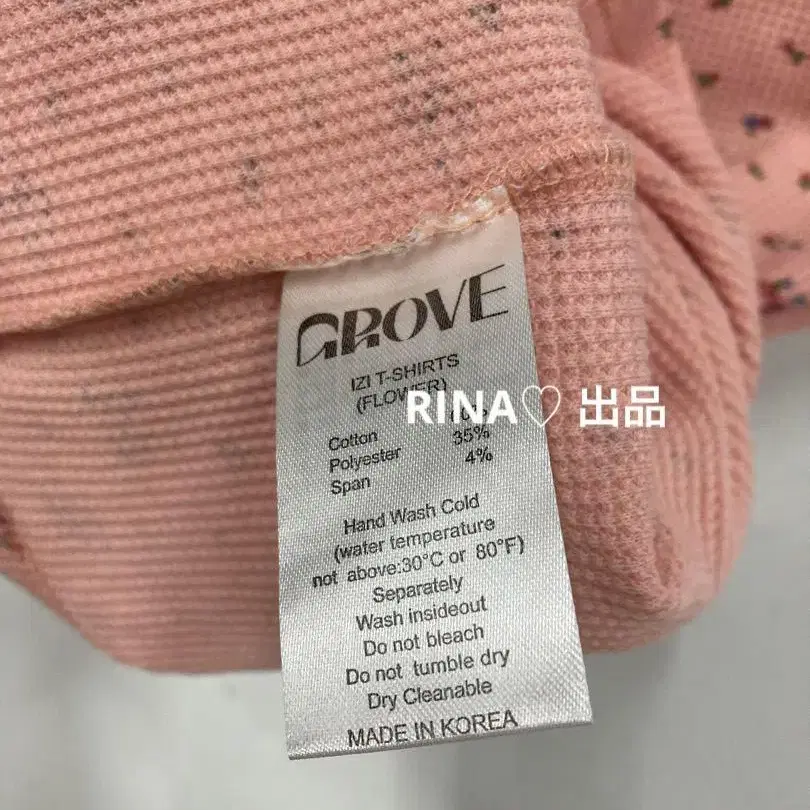 GROVE
IZI T-SHIRTS
(FLOWER)
RINA♡ 出品
Cotton
Polyester 35%
Span 4%
Hand Wash Cold
(water temperature
not above:30°C or 80°F)
Separately
Wash insideout
Do not bleach
Do not tumble dry
Dry Cleanable
MADE IN KOREA